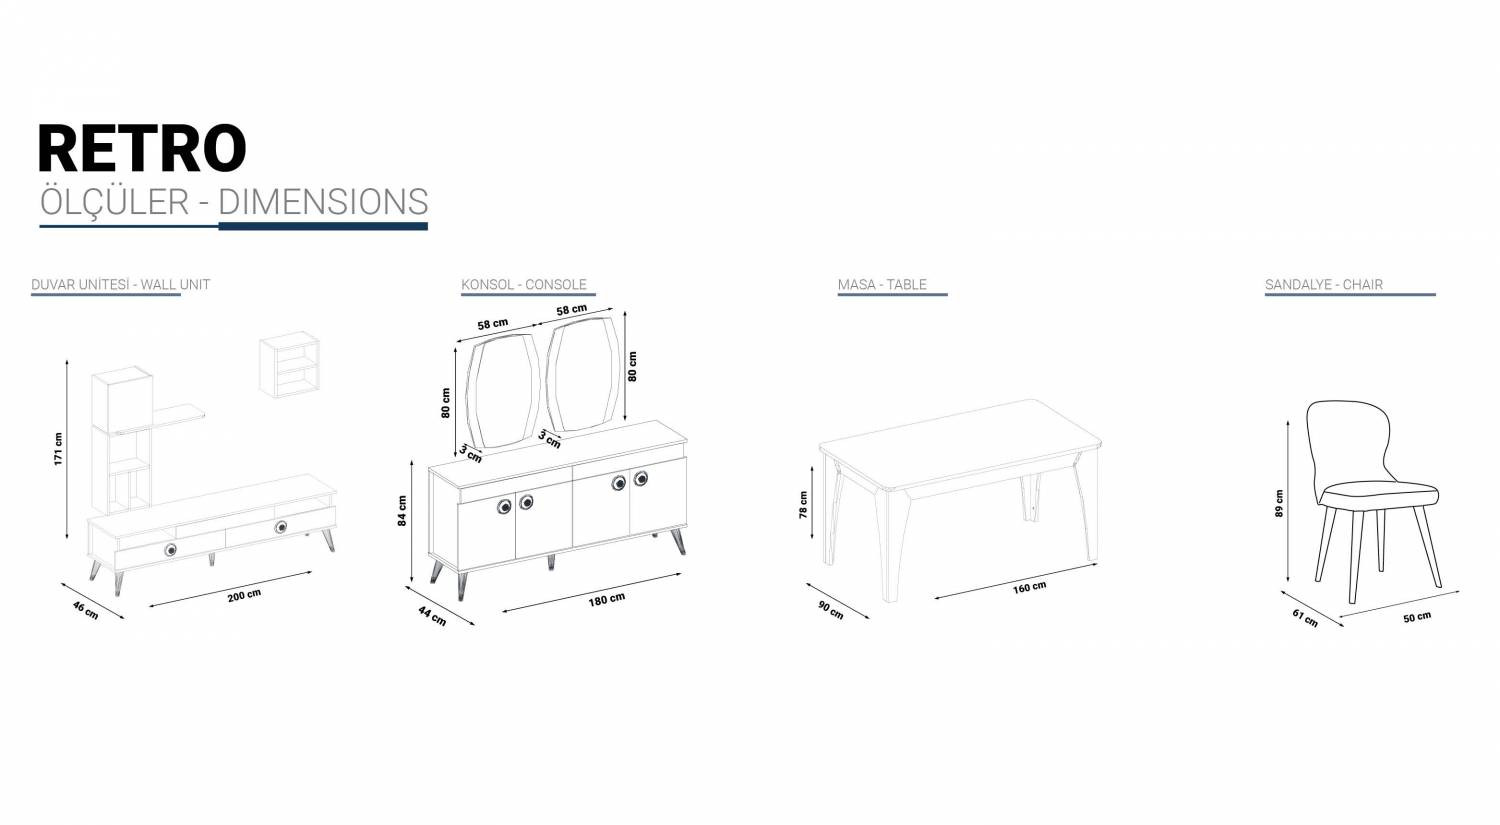 RETRO
ÖLÇÜLER - DIMENSIONS
DUVAR UNİTESİ - WALL UNIT
171 cm
46 cm
200 cm
KONSOL - CONSOLE
58 cm
58 cm
80 cm
80 cm
3 cm
3 cm
84 cm
44 cm
180 cm
MASA - TABLE
78 cm
90 cm
160 cm
SANDALYE - CHAIR
89 cm
61 cm
50 cm